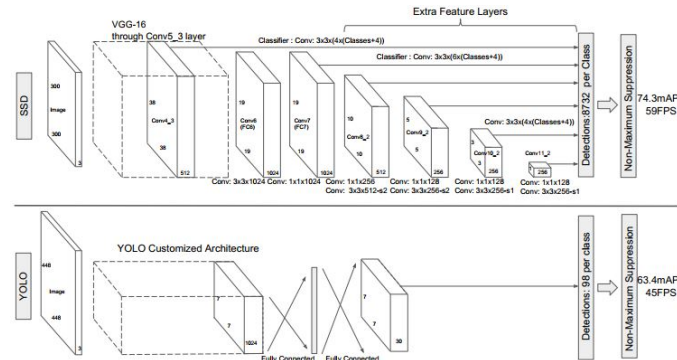 Extra Feature Layers
VGG-16
through Conv5_3 layer
Classifier : Conv: 3x3x(4x(Classes+4))
Classifier : Conv: 3x3x(6x(Classes+4))
SSD
300
Image
300
3
38
Conv4_3
38
512
19
Conv6
(FC6)
19
1024
19
Conv7
(FC7)
19
1024
10
Conv8_2
10
512
5
Conv9_2
5
256
Conv: 3x3x(4x(Classes+4))
3
Conv10_2
3
256
Conv11_2
256
Conv: 3x3x1024
Conv: 1x1x1024
Conv: 1x1x256
Conv: 3x3x512-s2
Conv: 1x1x128
Conv: 3x3x256-s2
Conv: 1x1x128
Conv: 3x3x256-s1
Conv: 1x1x128
Conv: 3x3x256-s1
Detections:8732 per Class
Non-Maximum Suppression
74.3mAP
59FPS
YOLO
YOLO Customized Architecture
448
Image
448
3
7
7
1024
Fully Connected
Fully Connected
7
7
30
Detections: 98 per class
Non-Maximum Suppression
63.4mAP
45FPS